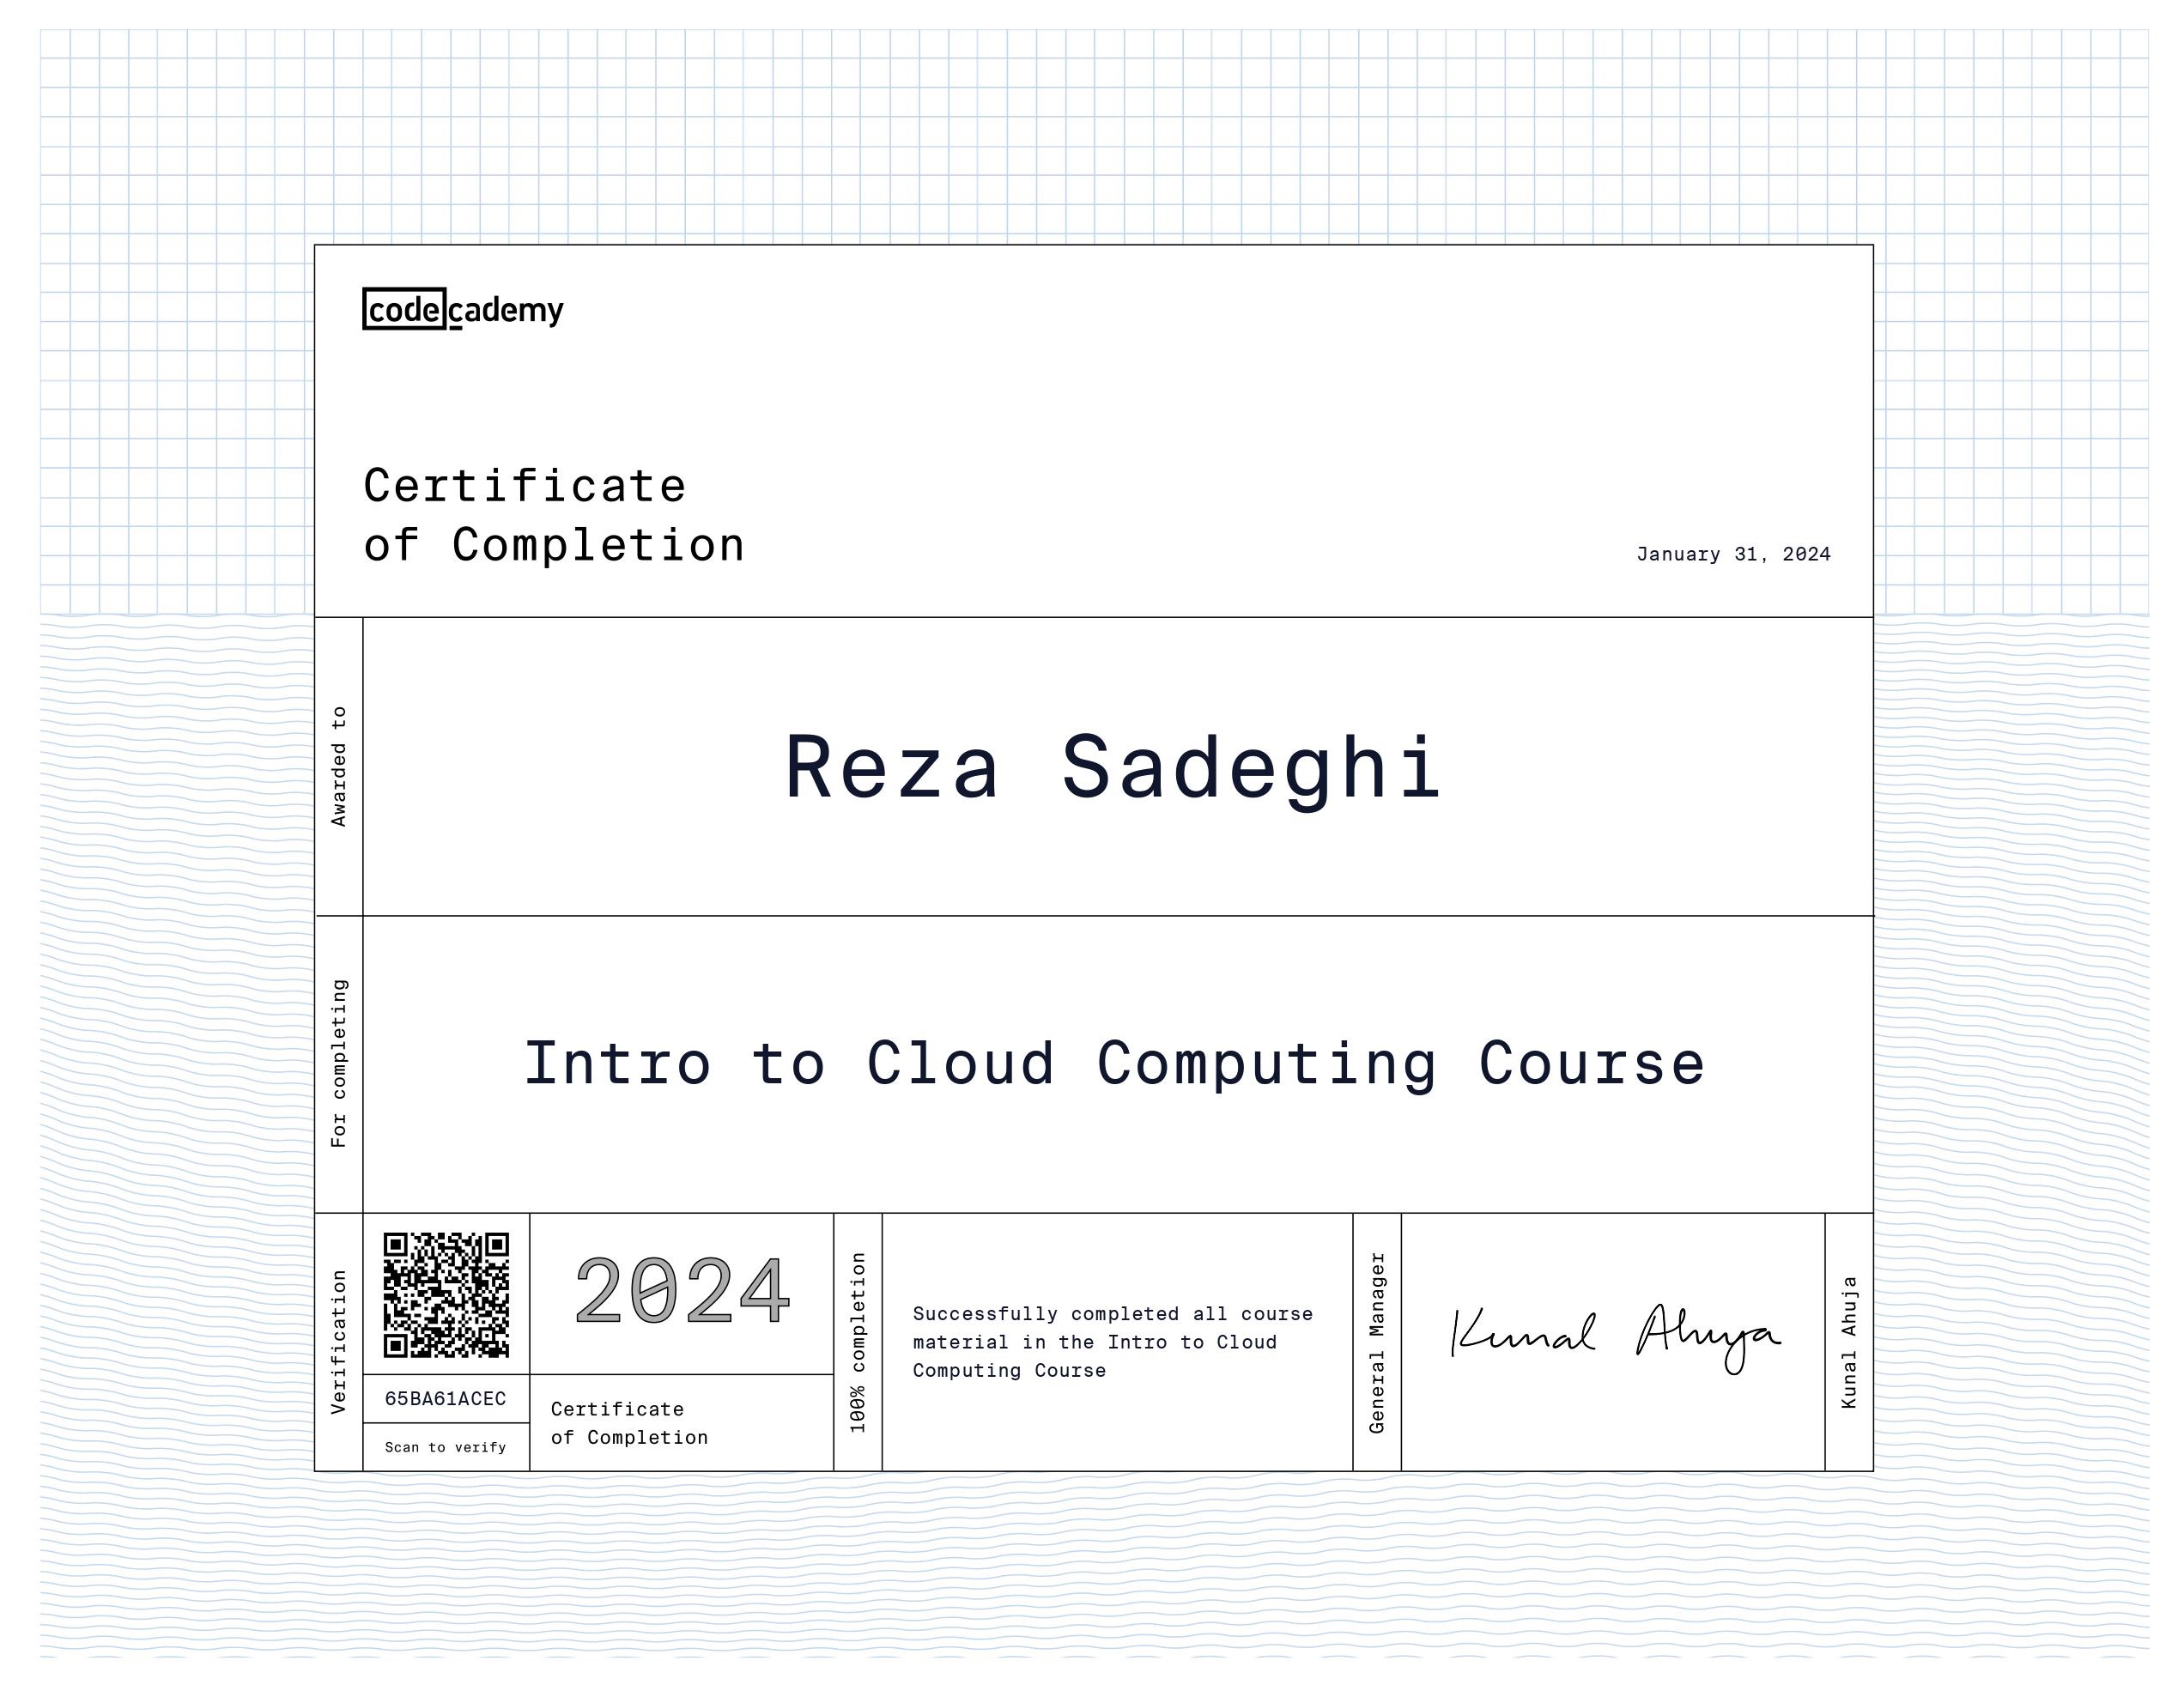 codecademy
Certificate
of Completion
January 31, 2024
Awarded to
Reza Sadeghi
For completing
Intro to Cloud Computing Course
Verification
65BA61ACEC
Scan to verify
2024
Certificate
of Completion
100% completion
Successfully completed all course
material in the Intro to Cloud
Computing Course
General Manager
Kunal Ahuja
Kunal Ahuja